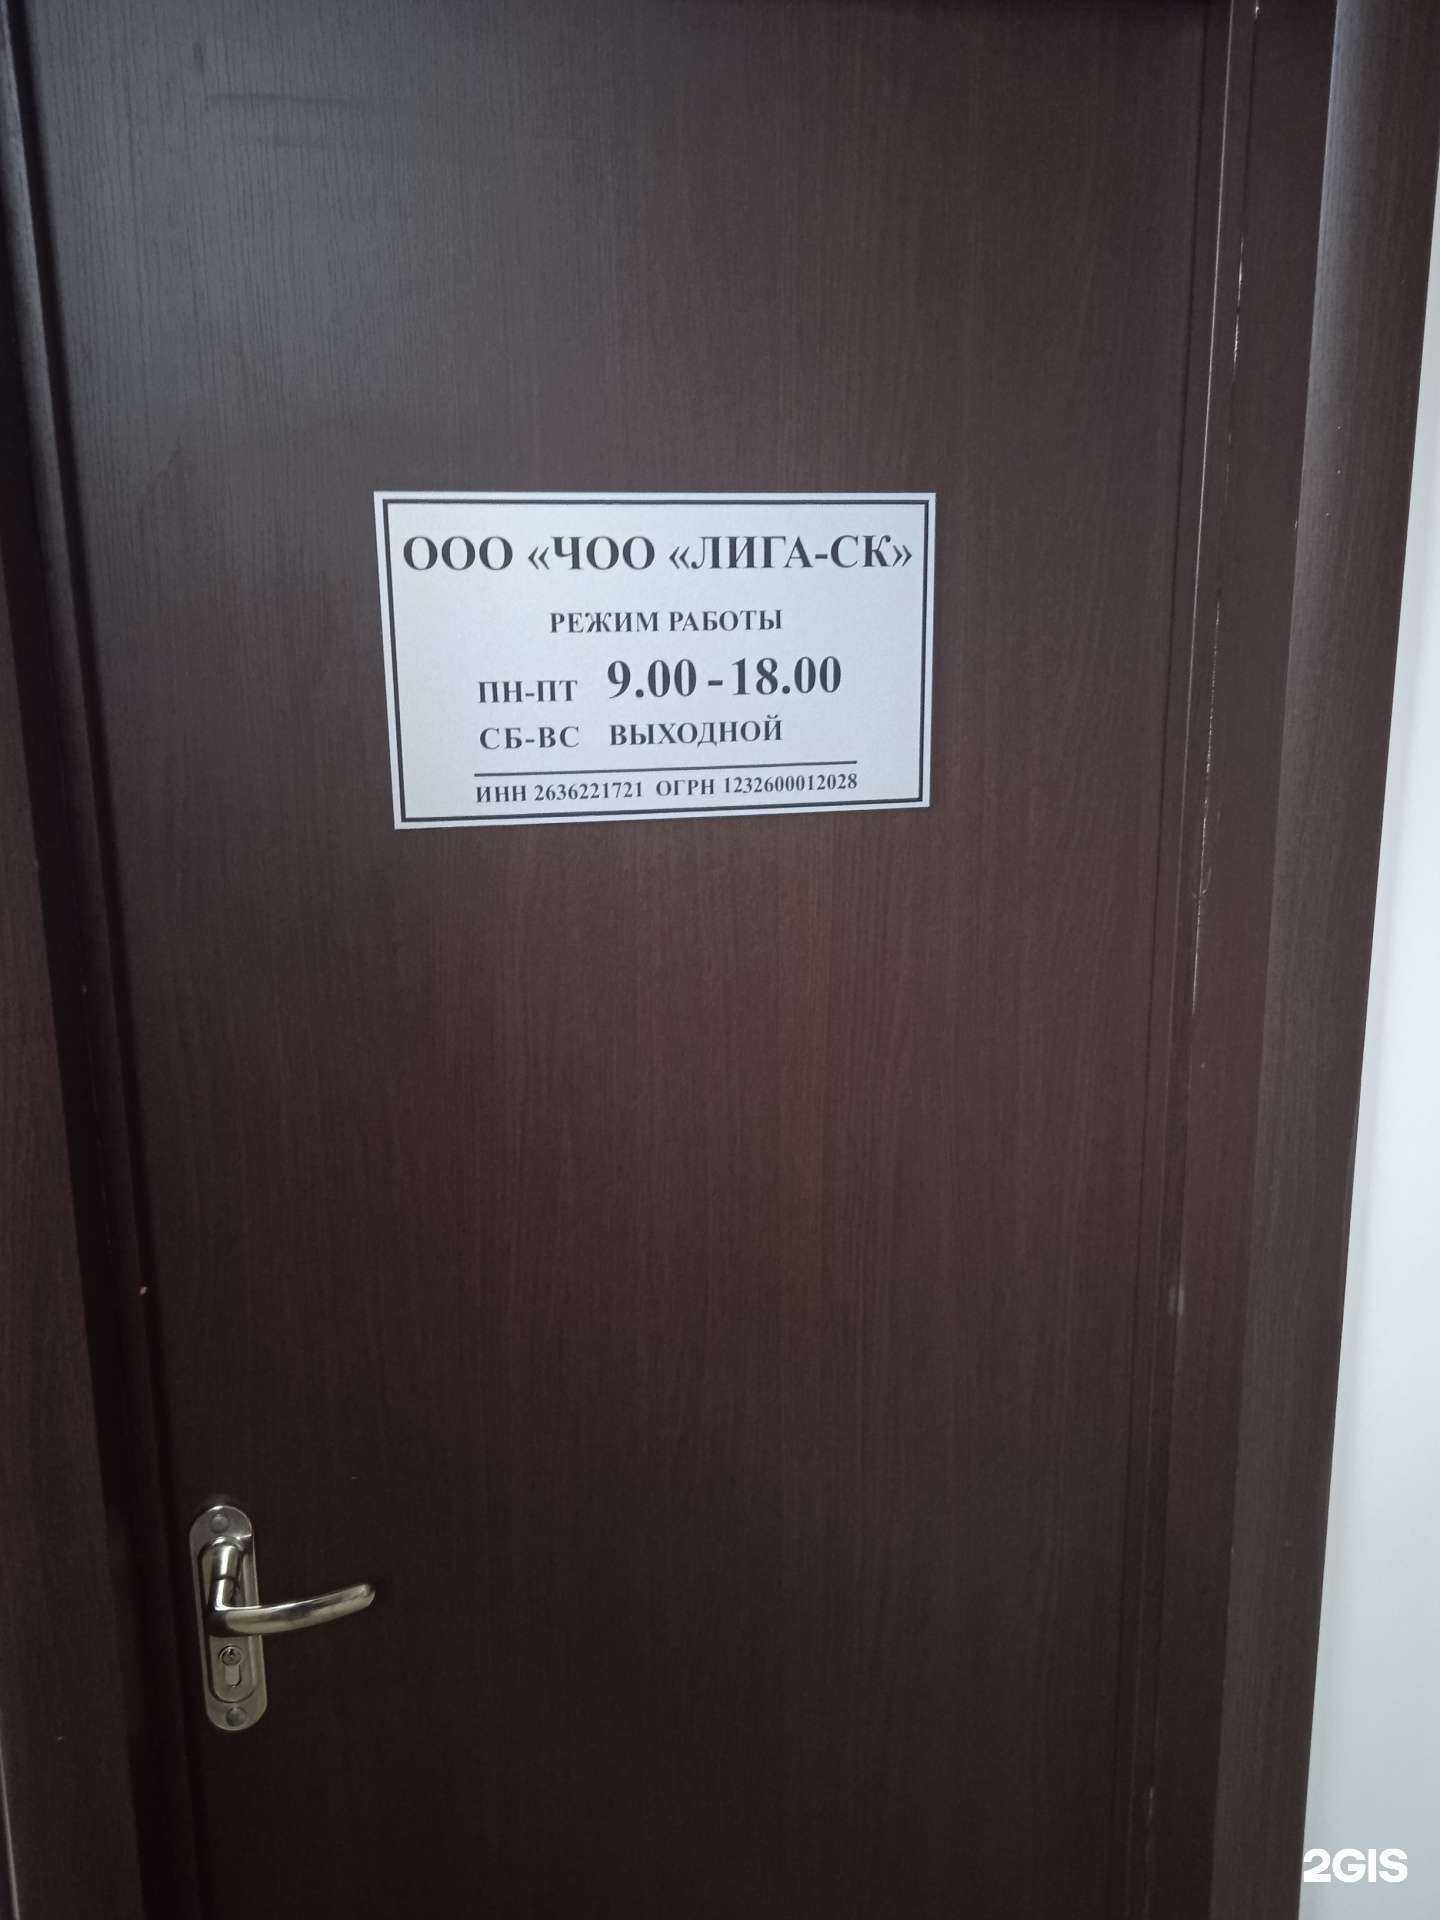 ООО «ЧОО «ЛИГА-СК»
РЕЖИМ РАБОТЫ
ПН-ПТ 9.00-18.00
СБ-ВС ВЫХОДНОЙ
ИНН 2636221721 ОГРН 1232600012028
2GIS